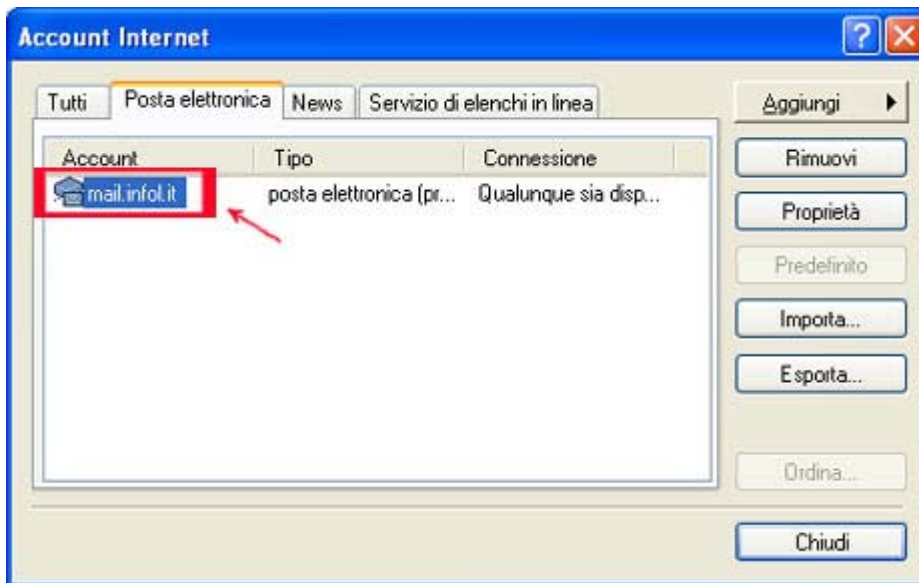 Account Internet
Tutti
Posta elettronica
News
Servizio di elenchi in linea
Account
Tipo
Connessione
mail.infol.it
posta elettronica (pr...
Qualunque sia disp...
Aggiungi
Rimuovi
Proprietà
Predefinito
Importa...
Esporta...
Ordina...
Chiudi